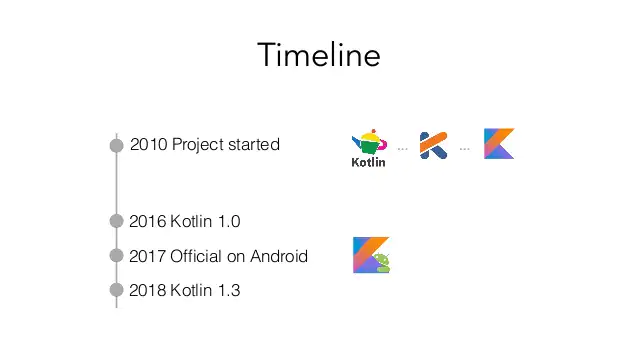 Timeline
2010 Project started
Kotlin
... ...
2016 Kotlin 1.0
2017 Official on Android
2018 Kotlin 1.3